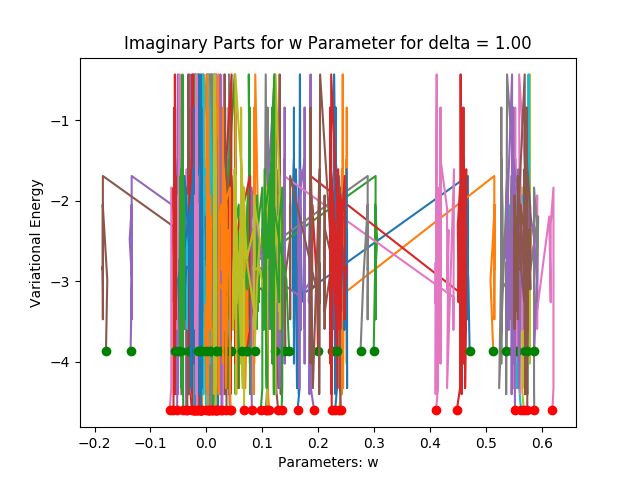 Imaginary Parts for w Parameter for delta = 1.00
Variational Energy
−1
−2
−3
−4
−0.2 −0.1 0.0 0.1 0.2 0.3 0.4 0.5 0.6
Parameters: w